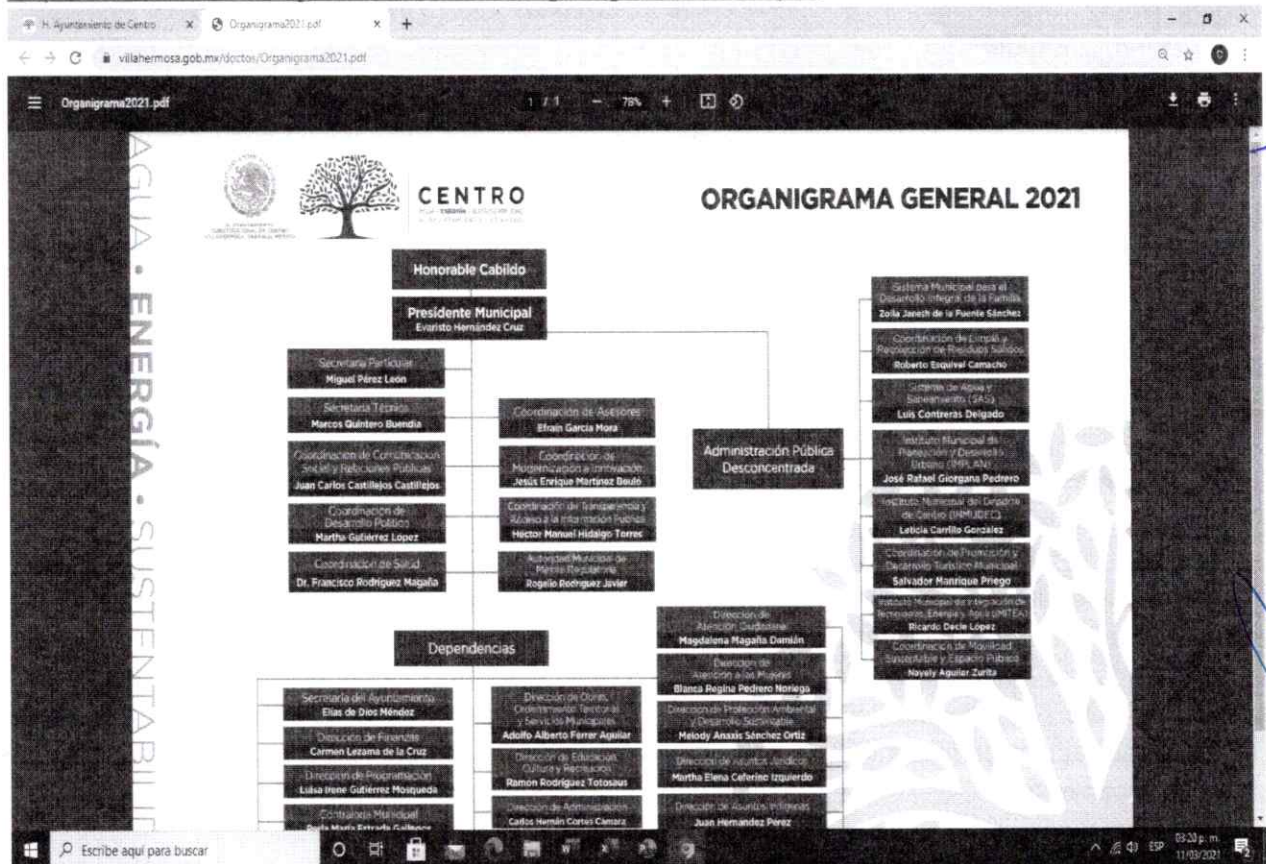 H. Ayuntamiento de Centro
Organigrama2021.pdf
villahermosa.gob.mx/doctos/Organigrama2021.pdf
Organigrama2021.pdf
1 / 1
78%
AGUA • ENERGÍA • SUSTENTABILID
CENTRO
ORGANIGRAMA GENERAL 2021
Honorable Cabildo
Presidente Municipal
Evaristo Hernández Cruz
Secretaría Particular
Miguel Pérez León
Secretaría Técnica
Marcos Quintero Buendía
Coordinación de Comunicación
Social y Relaciones Públicas
Juan Carlos Castillejos Castillejos
Coordinación de
Desarrollo Político
Martha Gutiérrez López
Coordinación de Salud
Dr. Francisco Rodríguez Magaña
Coordinación de Asesores
Efraín García Mora
Coordinación de
Modernización e Innovación
Jesús Enrique Martínez Beuló
Coordinación de Transparencia y
Acceso a la Información Pública
Héctor Manuel Hidalgo Torres
Autoridad Municipal de
Mejora Regulatoria
Rogelio Rodríguez Javier
Administración Pública
Desconcentrada
Sistema Municipal para el
Desarrollo Integral de la Familia
Zoila Janesh de la Fuente Sánchez
Coordinación de Limpia y
Recolección de Residuos Sólidos
Roberto Esquivel Camacho
Sistema de Agua y
Saneamiento (SAS)
Luis Contreras Delgado
Instituto Municipal de
Planeación y Desarrollo
Urbano (IMPLAN)
José Rafael Giorgana Pedrero
Instituto Municipal del Deporte
de Centro (INMUDEC)
Leticia Carrillo González
Coordinación de Promoción y
Desarrollo Turístico Municipal
Salvador Manrique Priego
Instituto Municipal de Integración de
Tecnologías, Energía y Agua (IMITEA)
Ricardo Decle López
Coordinación de Movilidad
Sustentable y Espacio Público
Nayely Aguilar Zurita
Dependencias
Secretaría del Ayuntamiento
Elías de Dios Méndez
Dirección de Finanzas
Carmen Lezama de la Cruz
Dirección de Programación
Luisa Irene Gutiérrez Mosqueda
Contraloría Municipal
Perla María Estrada Gallegos
Dirección de Obras,
Ordenamiento Territorial
y Servicios Municipales
Adolfo Alberto Ferrer Aguilar
Dirección de Educación,
Cultura y Recreación
Ramón Rodríguez Totosaus
Dirección de Administración
Carlos Hernán Cortés Cámara
Dirección de
Atención Ciudadana
Magdalena Magaña Damián
Dirección de
Atención a las Mujeres
Blanca Regina Pedrero Noriega
Dirección de Protección Ambiental
y Desarrollo Sustentable
Melody Anaxis Sánchez Ortiz
Dirección de Asuntos Jurídicos
Martha Elena Ceferino Izquierdo
Dirección de Asuntos Indígenas
Juan Hernández Pérez
Escribe aquí para buscar
ESP
03:20 p. m.
11/03/2021